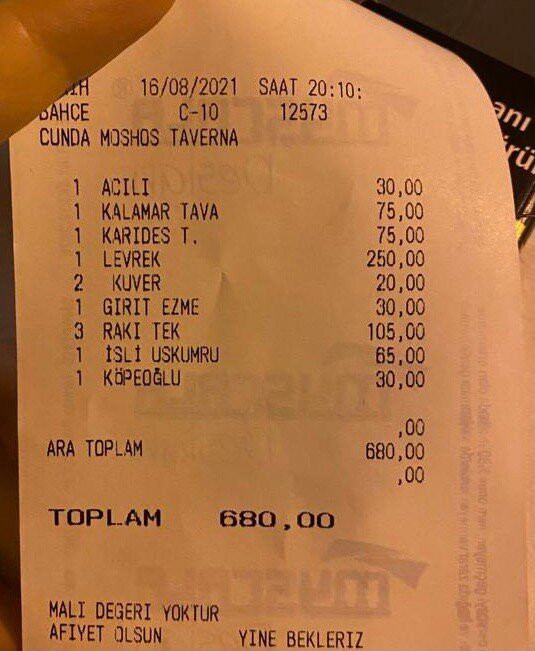 16/08/2021 SAAT 20:10:
BAHCE C-10 12573
CUNDA MOSHOS TAVERNA
1 ACILI 30,00
1 KALAMAR TAVA 75,00
1 KARIDES T. 75,00
1 LEVREK 250,00
2 KUVER 20,00
1 GIRIT EZME 30,00
3 RAKI TEK 105,00
1 İSLİ USKUMRU 65,00
1 KÖPEOĞLU 30,00
,00
ARA TOPLAM 680,00
,00
TOPLAM 680,00
MALI DEGERI YOKTUR
AFIYET OLSUN YINE BEKLERIZ